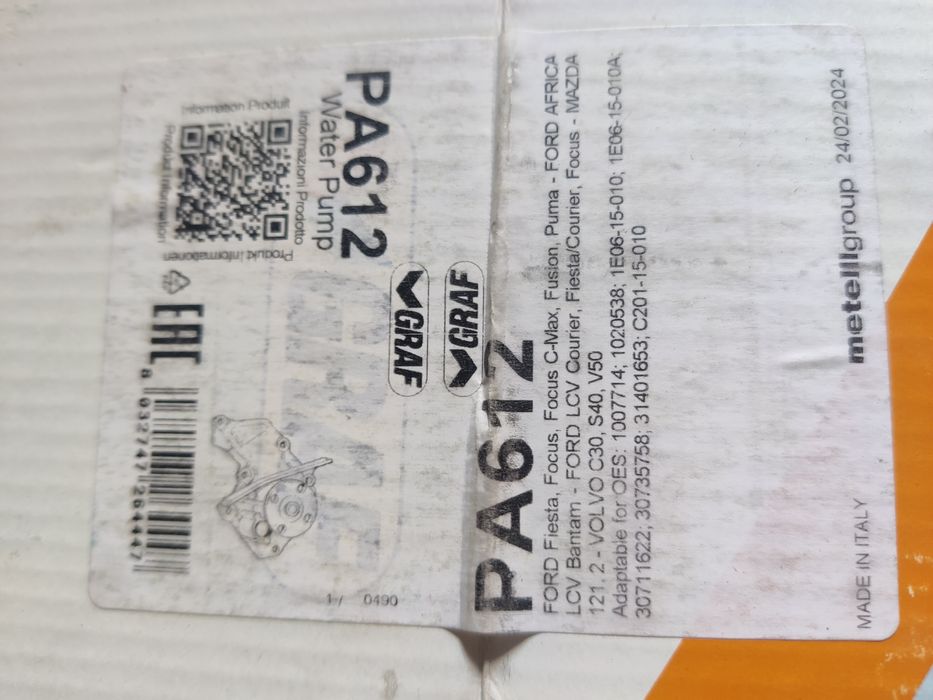 PA612
Water Pump
Information Produit
Informazioni Prodotto
Produkt Informationen
Product Information
EAC
8 032747 264447
GRAF
GRAF
1 / 0490
PA612
FORD Fiesta, Focus, Focus C-Max, Fusion, Puma - FORD AFRICA
LCV Bantam - FORD LCV Courier, Fiesta/Courier, Focus - MAZDA
121, 2 - VOLVO C30, S40, V50
Adaptable for OES: 1007714; 1020538; 1E06-15-010; 1E06-15-010A;
30711622; 30735758; 31401653; C201-15-010
MADE IN ITALY
metelligroup 24/02/2024